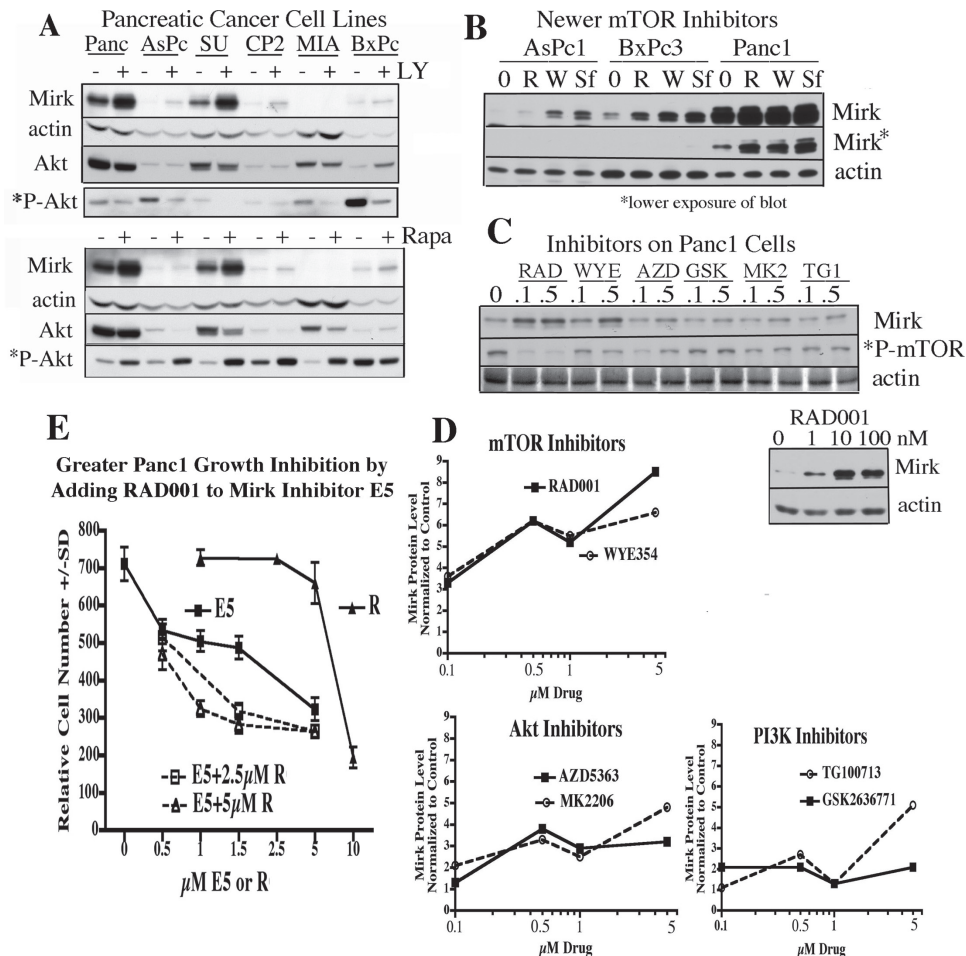 A
Pancreatic Cancer Cell Lines
Panc AsPc SU CP2 MIA BxPc
- + - + - + - + - + - + LY
Mirk
actin
Akt
*P-Akt
- + - + - + - + - + - + Rapa
Mirk
actin
Akt
*P-Akt
B
Newer mTOR Inhibitors
AsPc1 BxPc3 Panc1
0 R W Sf 0 R W Sf 0 R W Sf
Mirk
Mirk*
actin
*lower exposure of blot
C
Inhibitors on Panc1 Cells
RAD WYE AZD GSK MK2 TG1
0 .1 .5 .1 .5 .1 .5 .1 .5 .1 .5 .1 .5
Mirk
*P-mTOR
actin
RAD001
0 1 10 100 nM
Mirk
actin
E
Greater Panc1 Growth Inhibition by
Adding RAD001 to Mirk Inhibitor E5
Relative Cell Number +/-SD
800
700
600
500
400
300
200
100
0
E5
R
E5+2.5µM R
E5+5µM R
0 0.5 1 1.5 2.5 5 10
µM E5 or R
D
mTOR Inhibitors
Mirk Protein Level
Normalized to Control
9
8
7
6
5
4
3
2
1
0
RAD001
WYE354
0.1 0.5 1 5
µM Drug
Akt Inhibitors
Mirk Protein Level
Normalized to Control
9
8
7
6
5
4
3
2
1
0
AZD5363
MK2206
0.1 0.5 1 5
µM Drug
PI3K Inhibitors
Mirk Protein Level
Normalized to Control
9
8
7
6
5
4
3
2
1
0
TG100713
GSK2636771
0.1 0.5 1 5
µM Drug